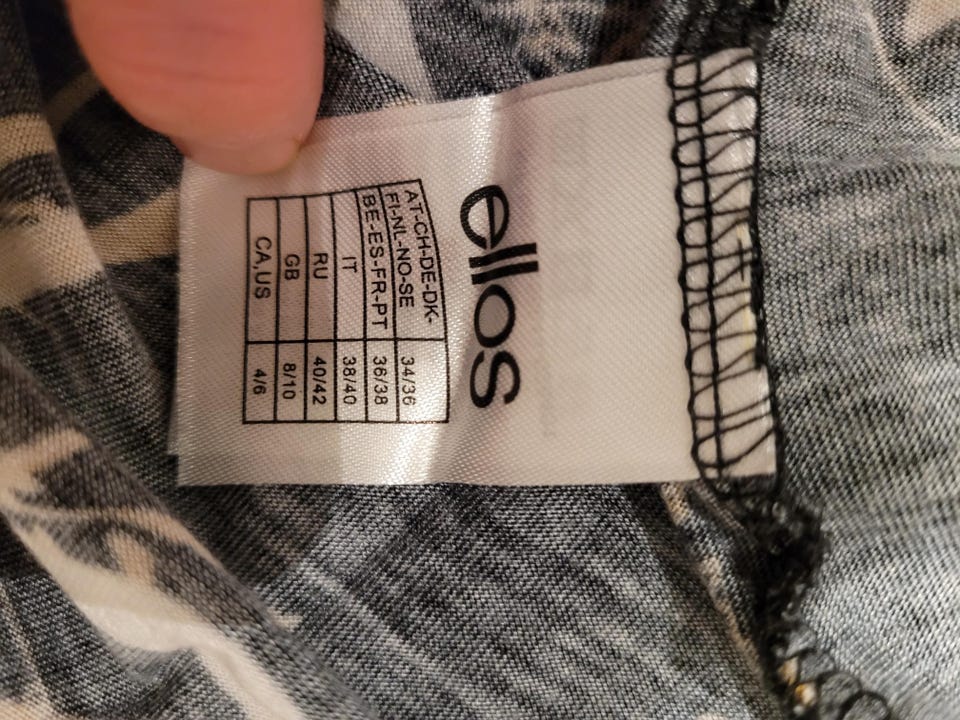 ellos
AT-CH-DE-DK-
FI-NL-NO-SE 34/36
BE-ES-FR-PT 36/38
IT 38/40
RU 40/42
GB 8/10
CA,US 4/6